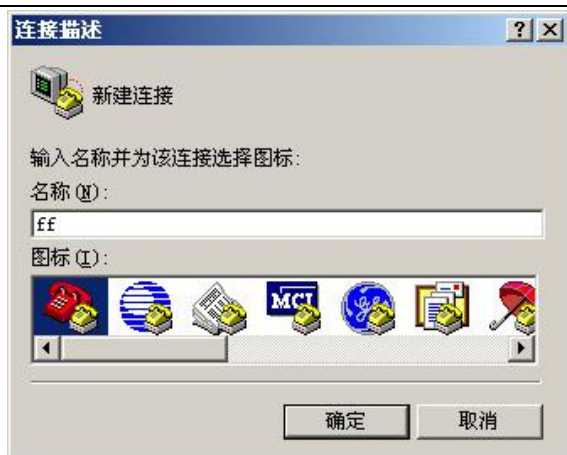 连接描述
新建连接
输入名称并为该连接选择图标:
名称(N):
ff
图标(I):
MCI
确定 取消